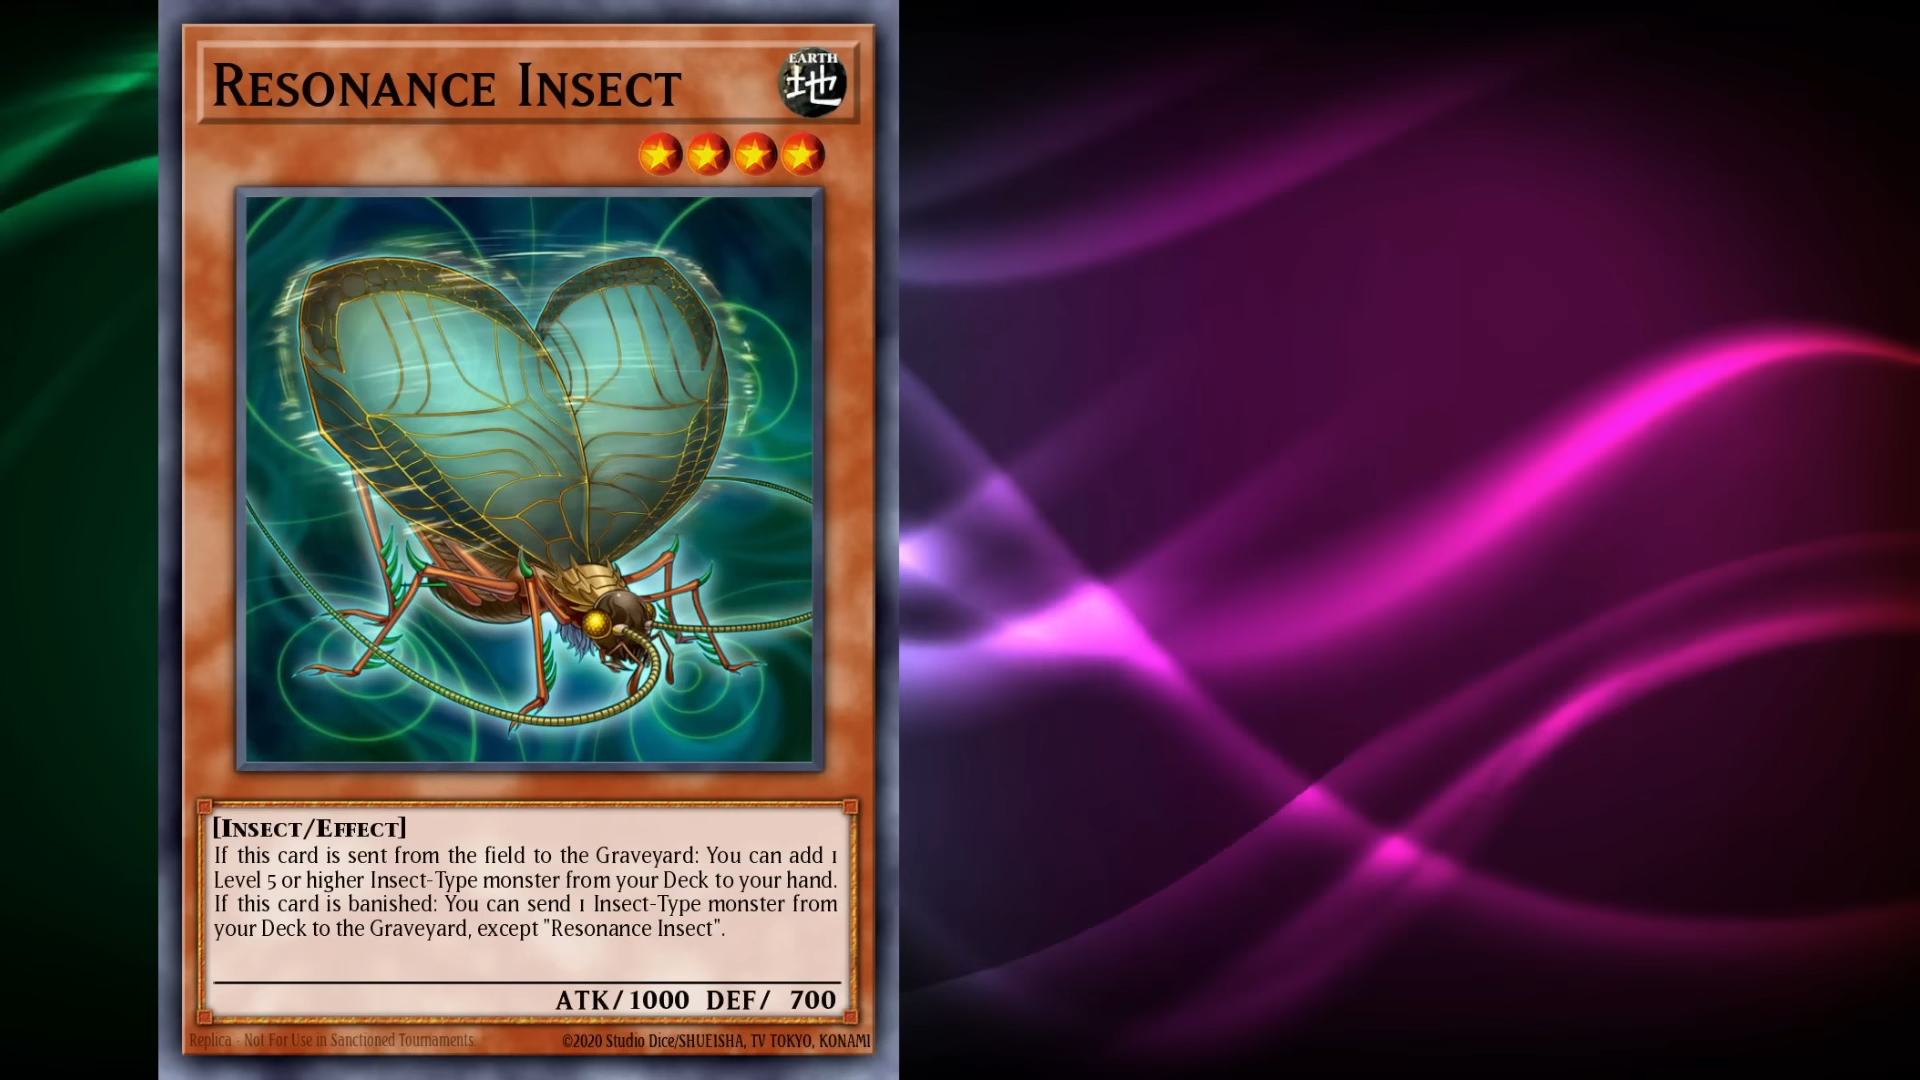 Resonance Insect
EARTH
地
[Insect/Effect]
If this card is sent from the field to the Graveyard: You can add 1
Level 5 or higher Insect-Type monster from your Deck to your hand.
If this card is banished: You can send 1 Insect-Type monster from
your Deck to the Graveyard, except "Resonance Insect".
ATK/1000 DEF/ 700
Replica - Not For Use in Sanctioned Tournaments.
©2020 Studio Dice/SHUEISHA, TV TOKYO, KONAMI